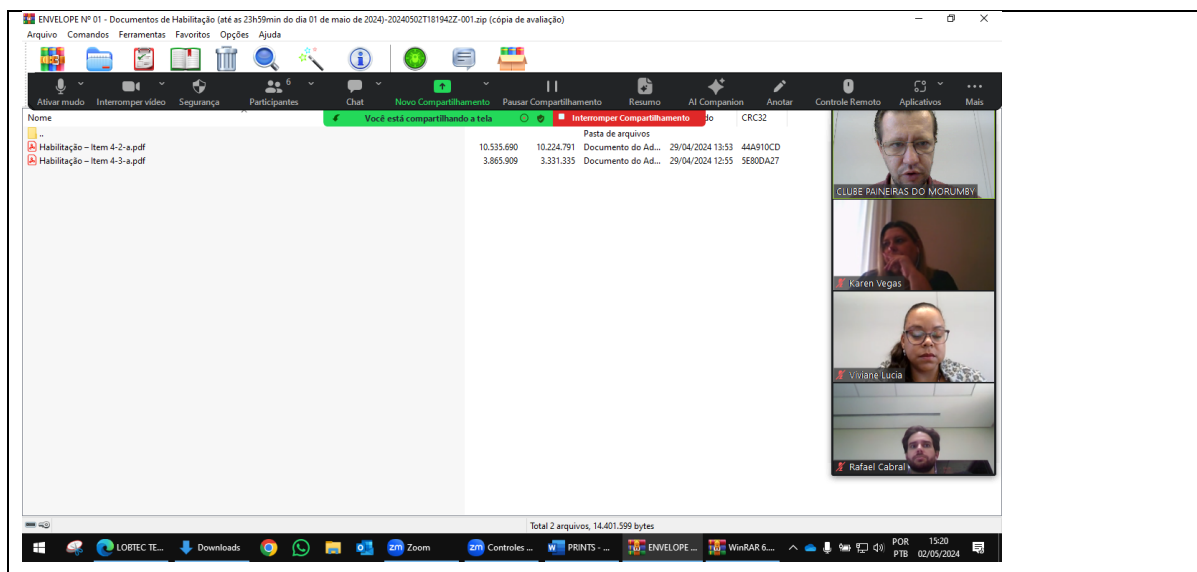 ENVELOPE Nº 01 - Documentos de Habilitação (até as 23h59min do dia 01 de maio de 2024)-20240502T181942Z-001.zip (cópia de avaliação)
Arquivo Comandos Ferramentas Favoritos Opções Ajuda
Ativar mudo Interromper vídeo Segurança Participantes 6 Chat Novo Compartilhamento Pausar Compartilhamento Resumo AI Companion Anotar Controle Remoto Aplicativos Mais
Você está compartilhando a tela Interromper Compartilhamento
Nome do CRC32
.. Pasta de arquivos
Habilitação – Item 4-2-a.pdf 10.535.690 10.224.791 Documento do Ad... 29/04/2024 13:53 44A910CD
Habilitação – Item 4-3-a.pdf 3.865.909 3.331.335 Documento do Ad... 29/04/2024 12:55 5E80DA27
CLUBE PAINEIRAS DO MORUMBY
Karen Vegas
Viviane Lucia
Rafael Cabral
Total 2 arquivos, 14.401.599 bytes
LOBTEC TE... Downloads zm Zoom zm Controles ... PRINTS - ... ENVELOPE ... WinRAR 6.... POR 15:20
PTB 02/05/2024